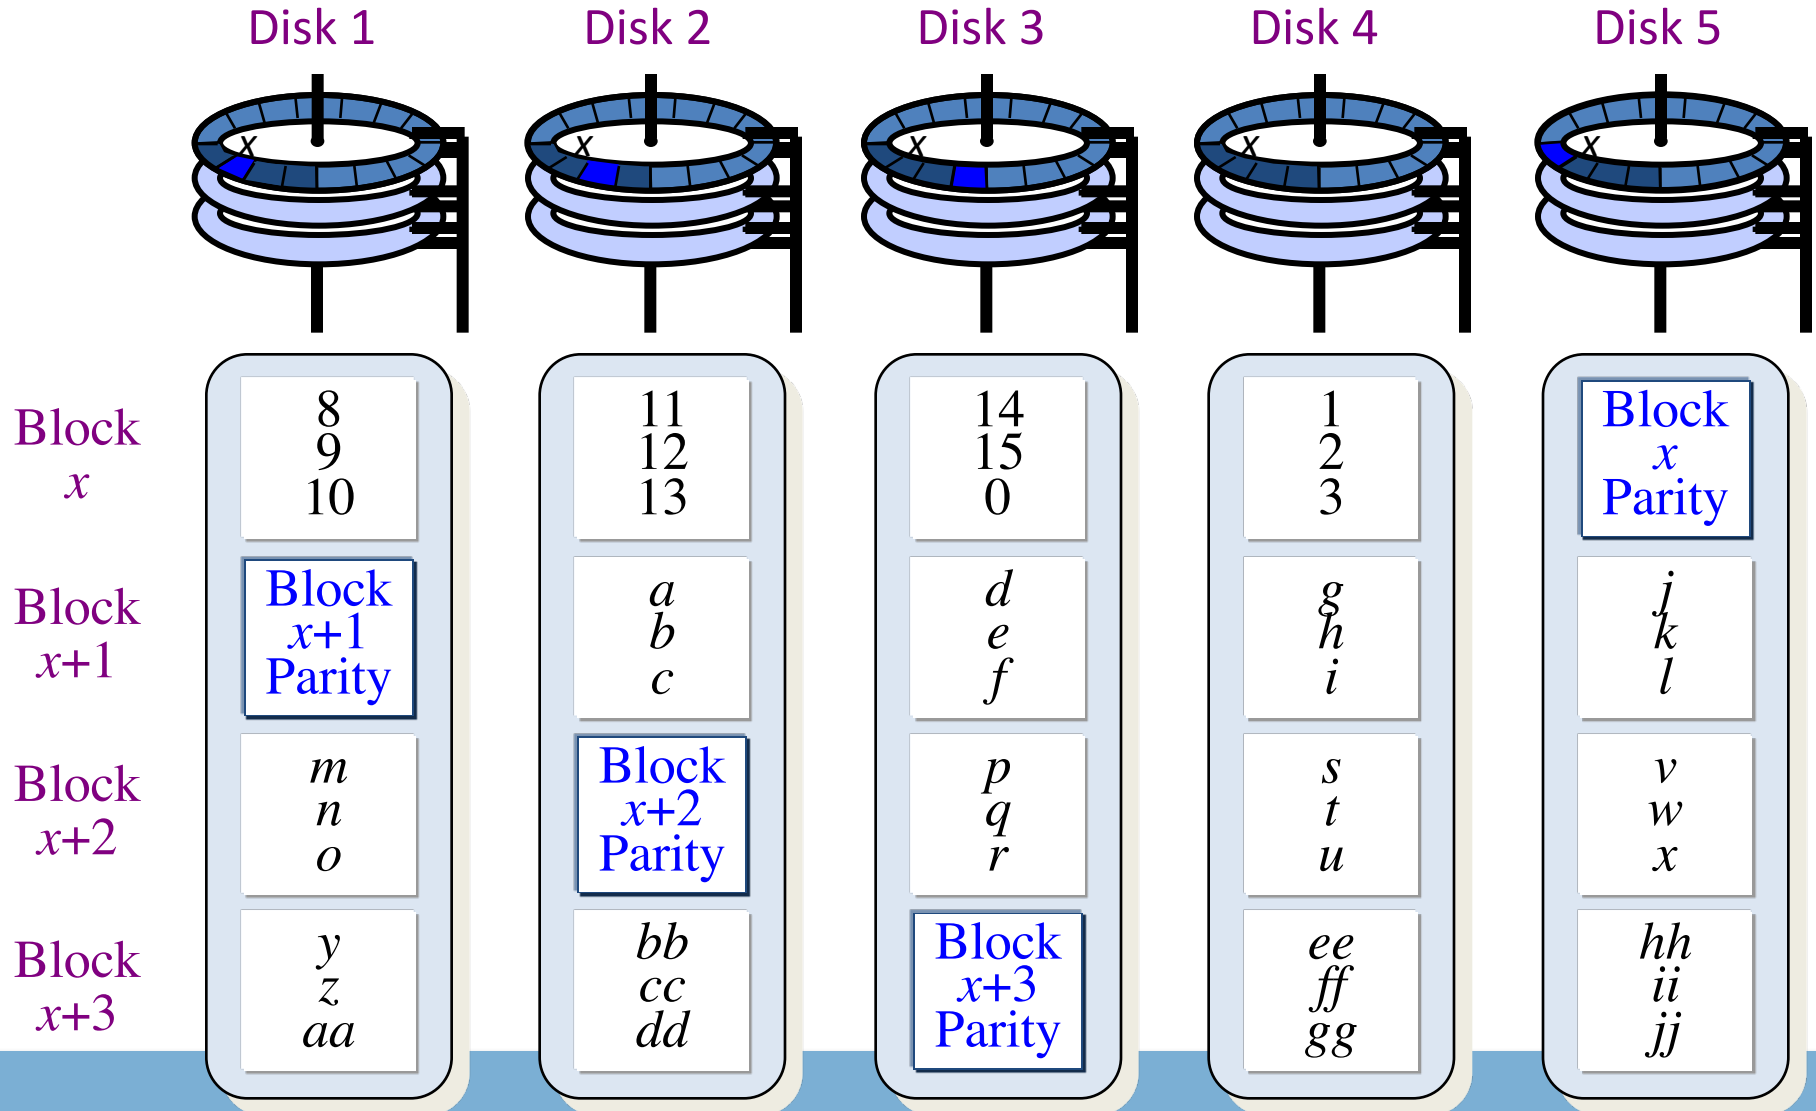 Disk 1
Disk 2
Disk 3
Disk 4
Disk 5
x
x
x
x
x
Block
x
8
9
10
11
12
13
14
15
0
1
2
3
Block
x
Parity
Block
x+1
Block
x+1
Parity
a
b
c
d
e
f
g
h
i
j
k
l
Block
x+2
m
n
o
Block
x+2
Parity
p
q
r
s
t
u
v
w
x
Block
x+3
y
z
aa
bb
cc
dd
Block
x+3
Parity
ee
ff
gg
hh
ii
jj